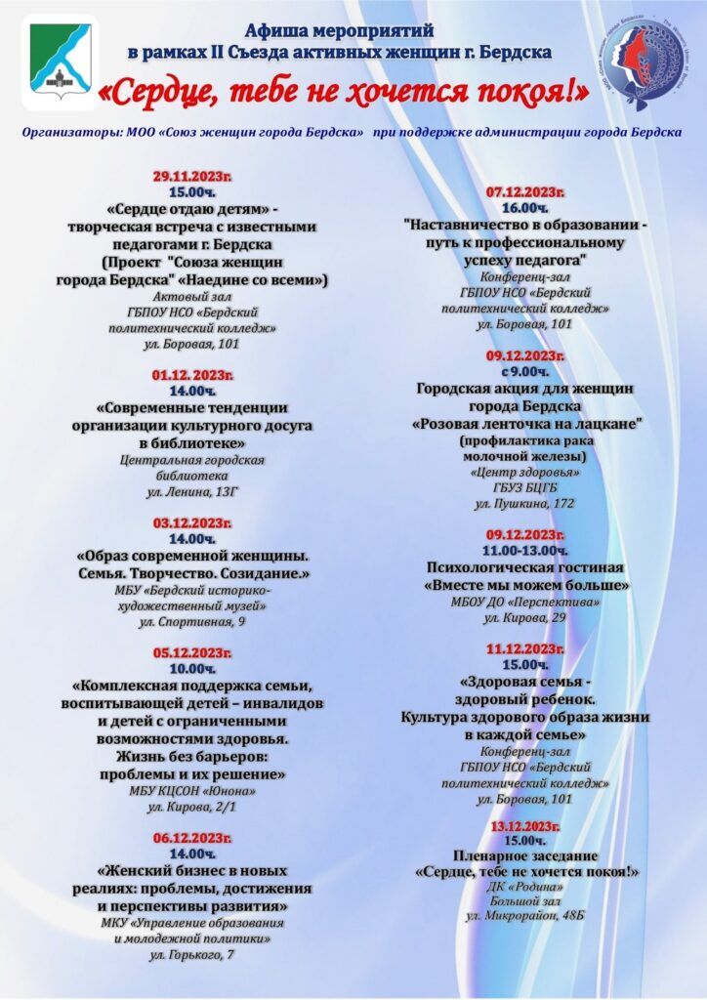 Афиша мероприятий
в рамках II Съезда активных женщин г. Бердска
«Сердце, тебе не хочется покоя!»
Организаторы: МОО «Союз женщин города Бердска» при поддержке администрации города Бердска
29.11.2023г.
15.00ч.
«Сердце отдаю детям» -
творческая встреча с известными
педагогами г. Бердска
(Проект "Союза женщин
города Бердска" «Наедине со всеми»)
Актовый зал
ГБПОУ НСО «Бердский
политехнический колледж»
ул. Боровая, 101
01.12. 2023г.
14.00ч.
«Современные тенденции
организации культурного досуга
в библиотеке»
Центральная городская
библиотека
ул. Ленина, 13Г
03.12.2023г.
14.00ч.
«Образ современной женщины.
Семья. Творчество. Созидание.»
МБУ «Бердский историко-
художественный музей»
ул. Спортивная, 9
05.12.2023г.
10.00ч.
«Комплексная поддержка семьи,
воспитывающей детей – инвалидов
и детей с ограниченными
возможностями здоровья.
Жизнь без барьеров:
проблемы и их решение»
МБУ КЦСОН «Юнона»
ул. Кирова, 2/1
06.12.2023г.
14.00ч.
«Женский бизнес в новых
реалиях: проблемы, достижения
и перспективы развития»
МКУ «Управление образования
и молодежной политики»
ул. Горького, 7
07.12.2023г.
16.00ч.
"Наставничество в образовании -
путь к профессиональному
успеху педагога"
Конференц-зал
ГБПОУ НСО «Бердский
политехнический колледж»
ул. Боровая, 101
09.12.2023г.
с 9.00ч.
Городская акция для женщин
города Бердска
«Розовая ленточка на лацкане"
(профилактика рака
молочной железы)
«Центр здоровья»
ГБУЗ БЦГБ
ул. Пушкина, 172
09.12.2023г.
11.00-13.00ч.
Психологическая гостиная
«Вместе мы можем больше»
МБОУ ДО «Перспектива»
ул. Кирова, 29
11.12.2023г.
15.00ч.
«Здоровая семья -
здоровый ребенок.
Культура здорового образа жизни
в каждой семье»
Конференц-зал
ГБПОУ НСО «Бердский
политехнический колледж»
ул. Боровая, 101
13.12.2023г.
15.00ч.
Пленарное заседание
«Сердце, тебе не хочется покоя!»
ДК «Родина»
Большой зал
ул. Микрорайон, 48Б